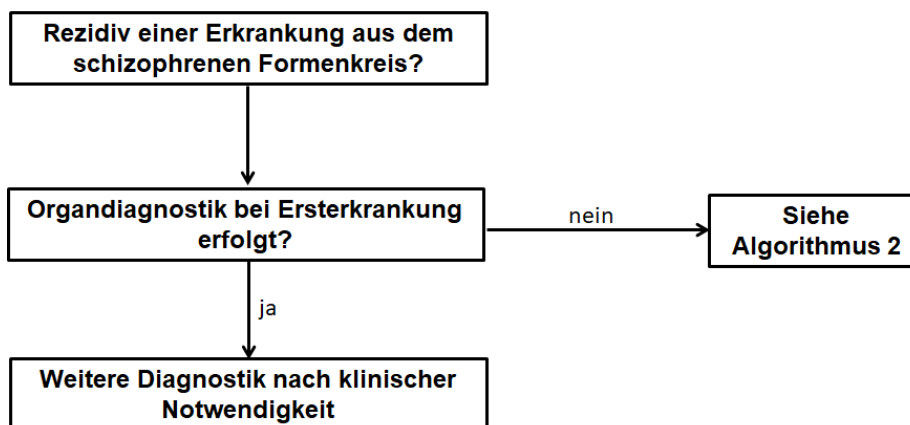 Rezidiv einer Erkrankung aus dem
schizophrenen Formenkreis?
Organdiagnostik bei Ersterkrankung
erfolgt?
nein
Siehe
Algorithmus 2
ja
Weitere Diagnostik nach klinischer
Notwendigkeit